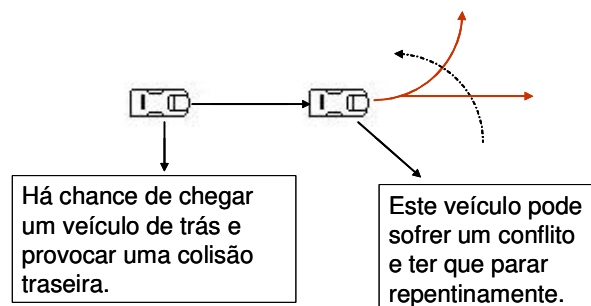 Há chance de chegar
um veículo de trás e
provocar uma colisão
traseira.
Este veículo pode
sofrer um conflito
e ter que parar
repentinamente.